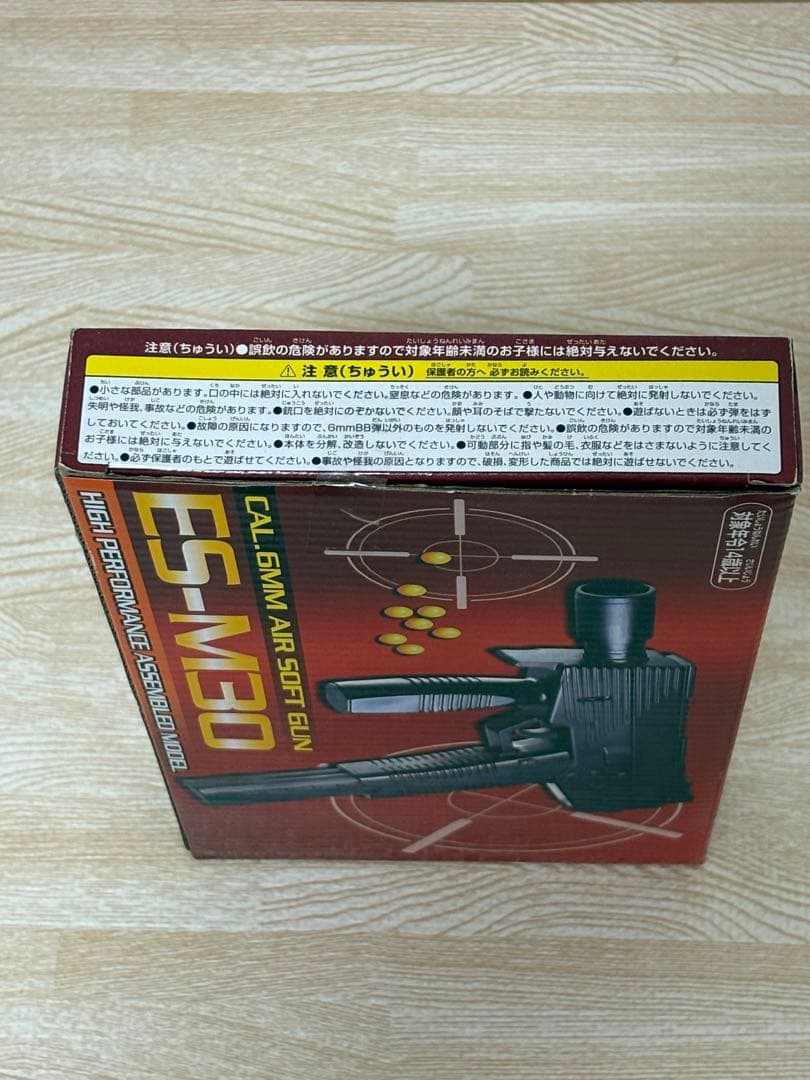 注意(ちゅうい)●誤飲の危険がありますので対象年齢未満のお子様には絶対与えないでください。
⚠ 注意(ちゅうい) 保護者の方へ 必ずお読みください。
●小さな部品があります。口の中には絶対に入れないでください。窒息などの危険があります。 ●人や動物に向けて絶対に発射しないでください。
失明や怪我、事故などの危険があります。 ●銃口を絶対にのぞかないでください。顔や耳のそばで撃たないでください。 ●遊ばないときは必ず弾をはず
しておいてください。●故障の原因になりますので、6mmBB弾以外のものを発射しないでください。 ●誤飲の危険がありますので対象年齢未満の
お子様には絶対に与えないでください。 ●本体を分解、改造しないでください。 ●可動部分に指や髪の毛、衣服などをはさまないように注意してく
ださい。●必ず保護者のもとで遊ばせてください。●事故や怪我の原因となりますので、破損、変形した商品では絶対に遊ばせないでください。
対象年令14歳以上
CAL.6MM AIR SOFT GUN
ES-M30
HIGH PERFORMANCE ASSEMBLED MODEL